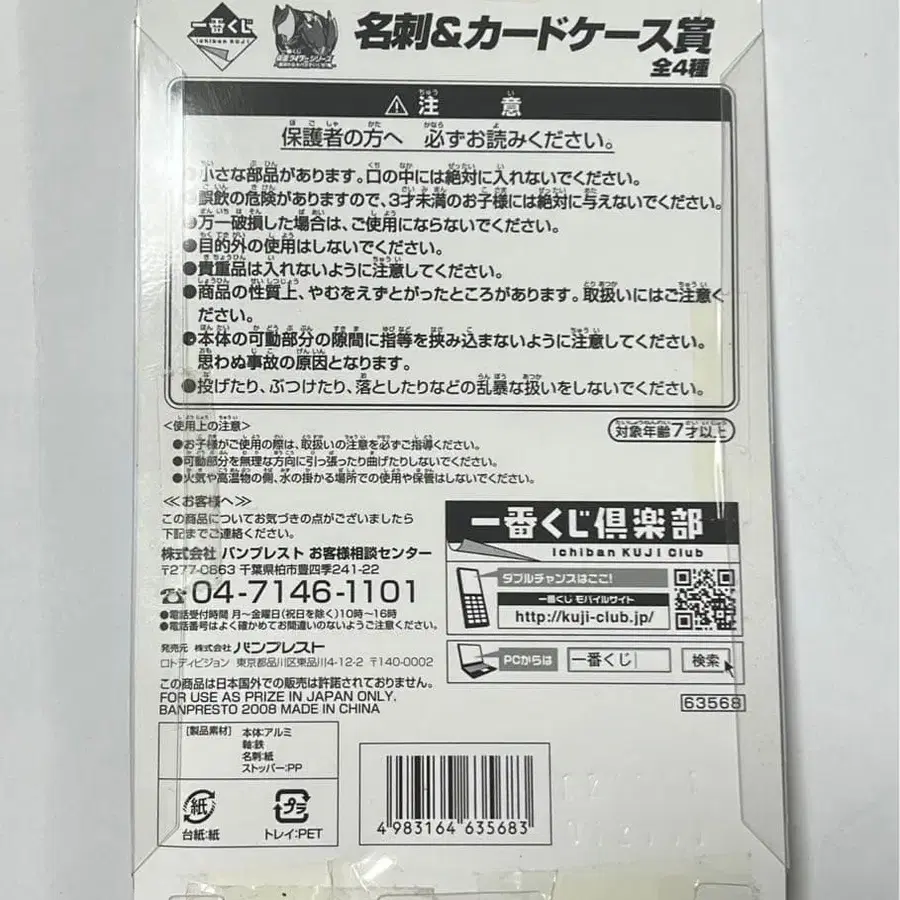 一番くじ
Ichiban KUJI
名刺&カードケース賞
全4種
⚠注意
保護者の方へ 必ずお読みください。
●小さな部品があります。口の中には絶対に入れないでください。
●誤飲の危険がありますので、3才未満のお子様には絶対に与えないでください。
●万一破損した場合は、ご使用にならないでください。
●目的外の使用はしないでください。
●貴重品は入れないように注意してください。
●商品の性質上、やむをえずとがったところがあります。取扱いにはご注意く
ださい。
●本体の可動部分の隙間に指等を挟み込まないように注意してください。
思わぬ事故の原因となります。
●投げたり、ぶつけたり、落としたりなどの乱暴な扱いをしないでください。
<使用上の注意>
対象年齢7才以上
●お子様がご使用の際は、取扱いの注意を必ずご指導ください。
●可動部分を無理な方向に引っ張ったり曲げたりしないでください。
●火気や高温物の側、水の掛かる場所での使用や保管はしないでください。
≪お客様へ≫
この商品についてお気づきの点がございましたら
下記までご連絡ください。
株式会社 バンプレスト お客様相談センター
〒277-0863 千葉県柏市豊四季241-22
☎04-7146-1101
●電話受付時間 月~金曜日(祝日を除く)10時~16時
●電話番号はよく確かめてお間違いのないようご注意ください。
発売元 株式会社 バンプレスト
ロトディビジョン 東京都品川区東品川4-12-2 〒140-0002
この商品は日本国外での販売は許諾されておりません。
FOR USE AS PRIZE IN JAPAN ONLY.
BANPRESTO 2008 MADE IN CHINA
一番くじ倶楽部
Ichiban KUJI Club
ダブルチャンスはここ!
一番くじ モバイルサイト
http://kuji-club.jp/
PCからは
一番くじ
検索
63568
[製品素材]
本体:アルミ
軸:鉄
名刺:紙
ストッパー:PP
紙
台紙:紙
プラ
トレイ:PET
4 983164 635683